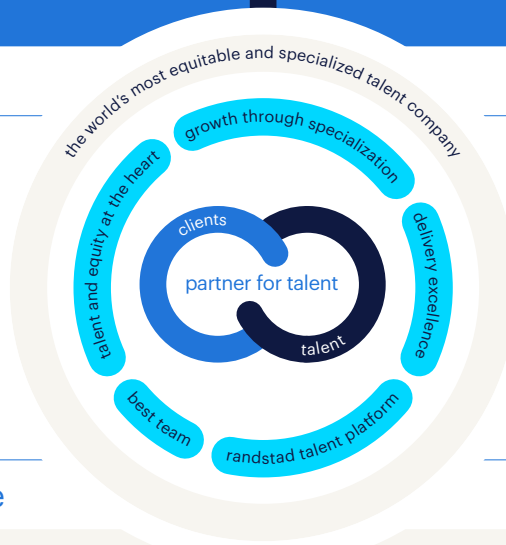 the world's most equitable and specialized talent company
growth through specialization
talent and equity at the heart
delivery excellence
clients
partner for talent
talent
best team
randstad talent platform
e